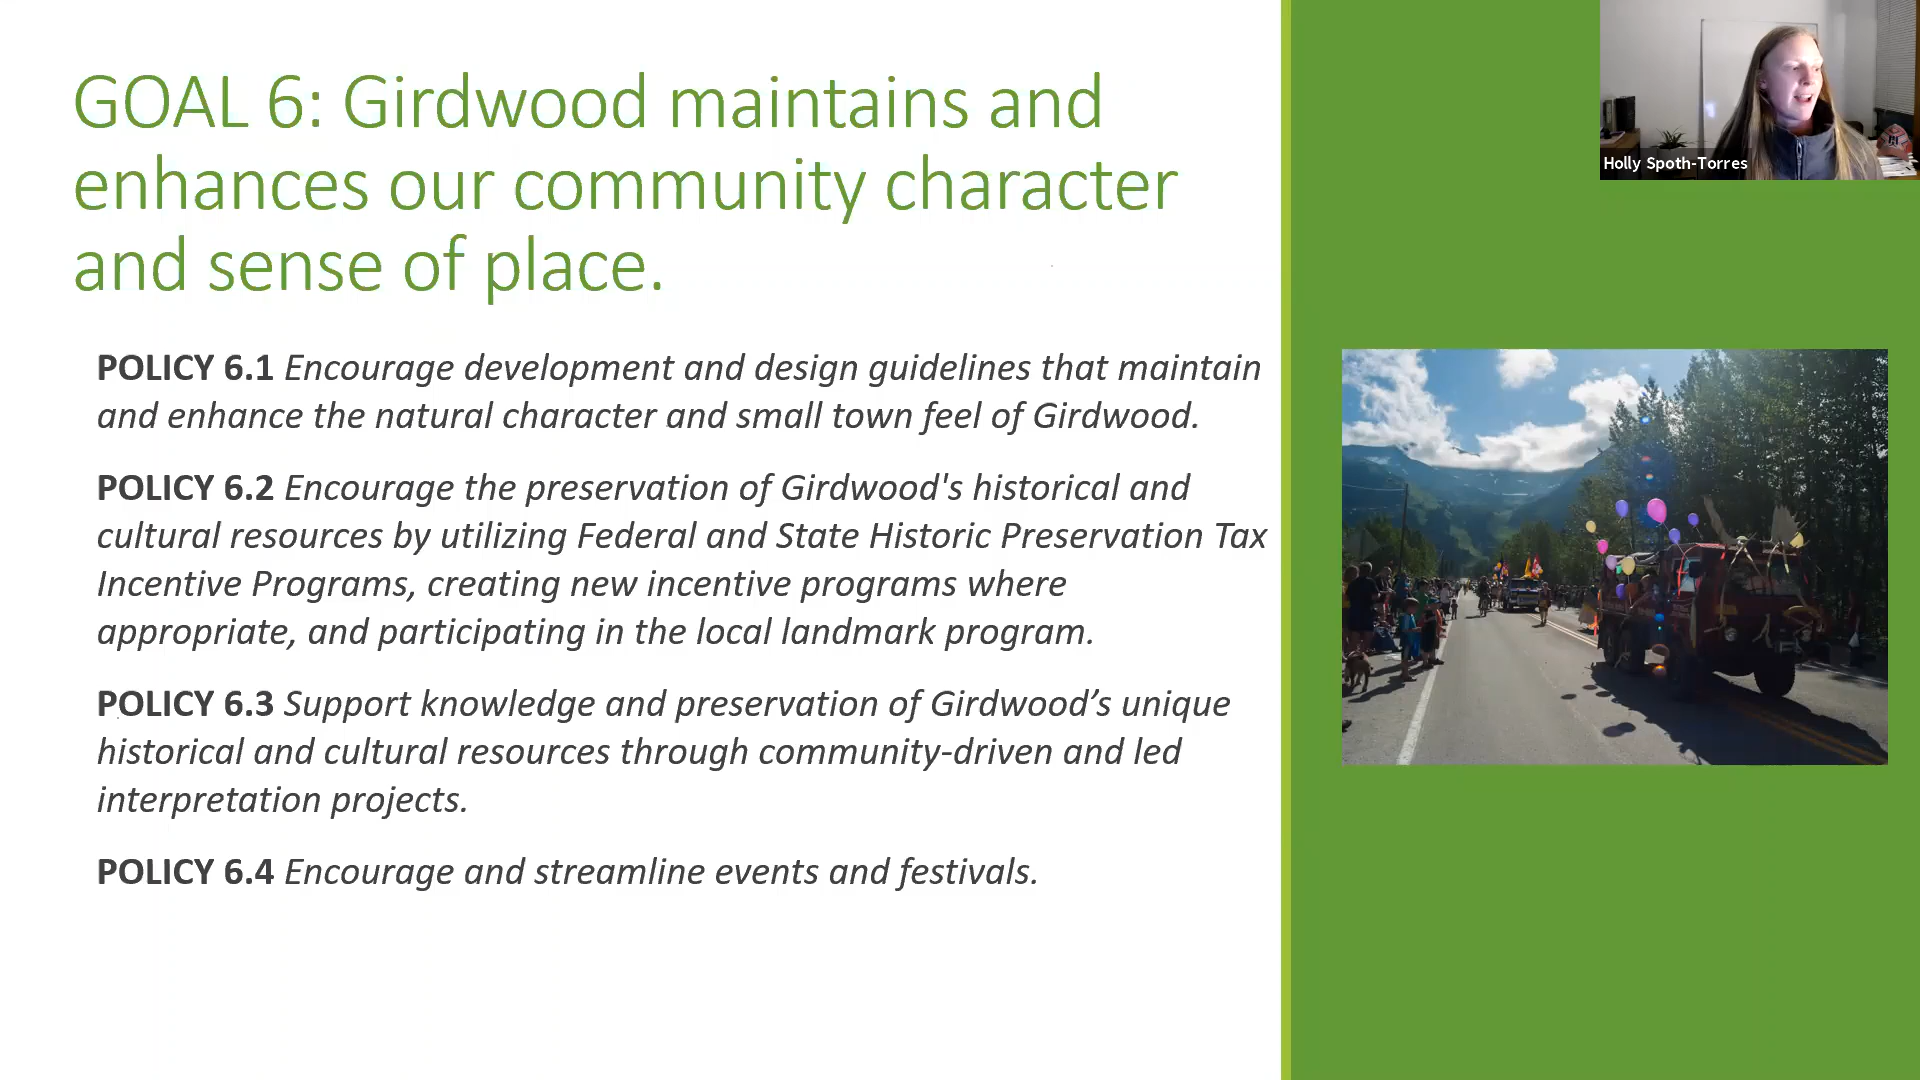 GOAL 6: Girdwood maintains and
enhances our community character
and sense of place.
POLICY 6.1 Encourage development and design guidelines that maintain
and enhance the natural character and small town feel of Girdwood.
POLICY 6.2 Encourage the preservation of Girdwood's historical and
cultural resources by utilizing Federal and State Historic Preservation Tax
Incentive Programs, creating new incentive programs where
appropriate, and participating in the local landmark program.
POLICY 6.3 Support knowledge and preservation of Girdwood’s unique
historical and cultural resources through community-driven and led
interpretation projects.
POLICY 6.4 Encourage and streamline events and festivals.
Holly Spoth-Torres